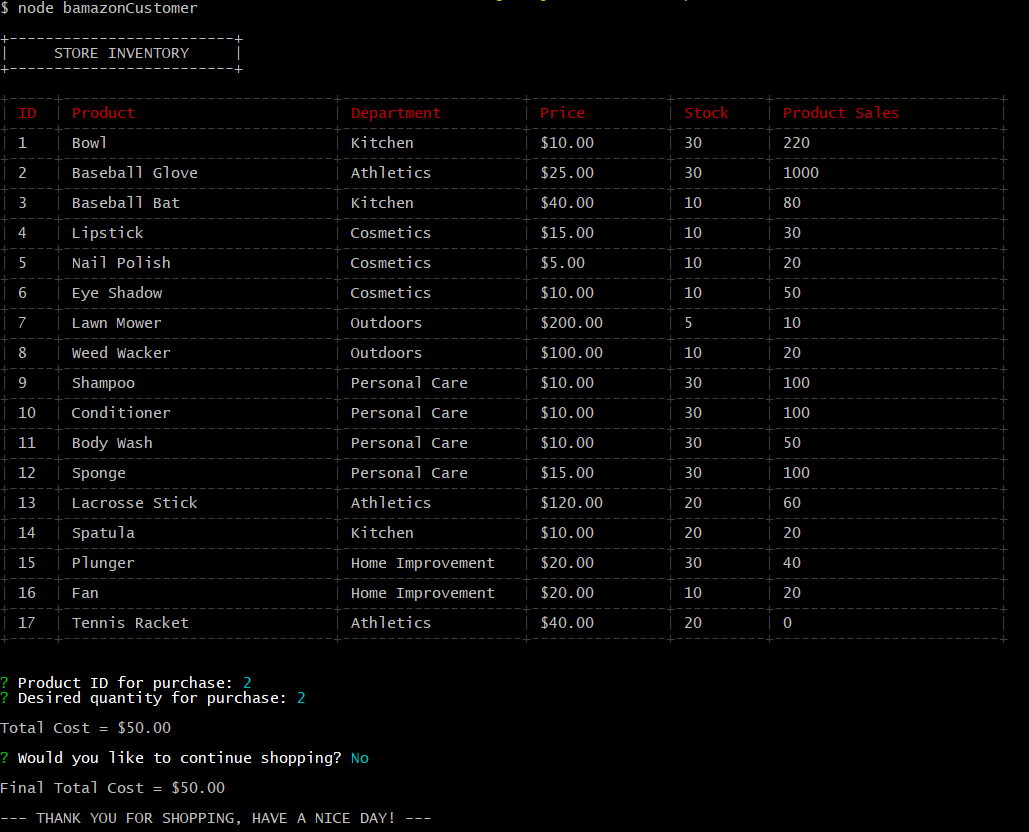 $ node bamazonCustomer
STORE INVENTORY
ID Product Department Price Stock Product Sales
1 Bowl Kitchen $10.00 30 220
2 Baseball Glove Athletics $25.00 30 1000
3 Baseball Bat Kitchen $40.00 10 80
4 Lipstick Cosmetics $15.00 10 30
5 Nail Polish Cosmetics $5.00 10 20
6 Eye Shadow Cosmetics $10.00 10 50
7 Lawn Mower Outdoors $200.00 5 10
8 Weed Wacker Outdoors $100.00 10 20
9 Shampoo Personal Care $10.00 30 100
10 Conditioner Personal Care $10.00 30 100
11 Body Wash Personal Care $10.00 30 50
12 Sponge Personal Care $15.00 30 100
13 Lacrosse Stick Athletics $120.00 20 60
14 Spatula Kitchen $10.00 20 20
15 Plunger Home Improvement $20.00 30 40
16 Fan Home Improvement $20.00 10 20
17 Tennis Racket Athletics $40.00 20 0
? Product ID for purchase: 2
? Desired quantity for purchase: 2
Total Cost = $50.00
? Would you like to continue shopping? No
Final Total Cost = $50.00
--- THANK YOU FOR SHOPPING, HAVE A NICE DAY! ---